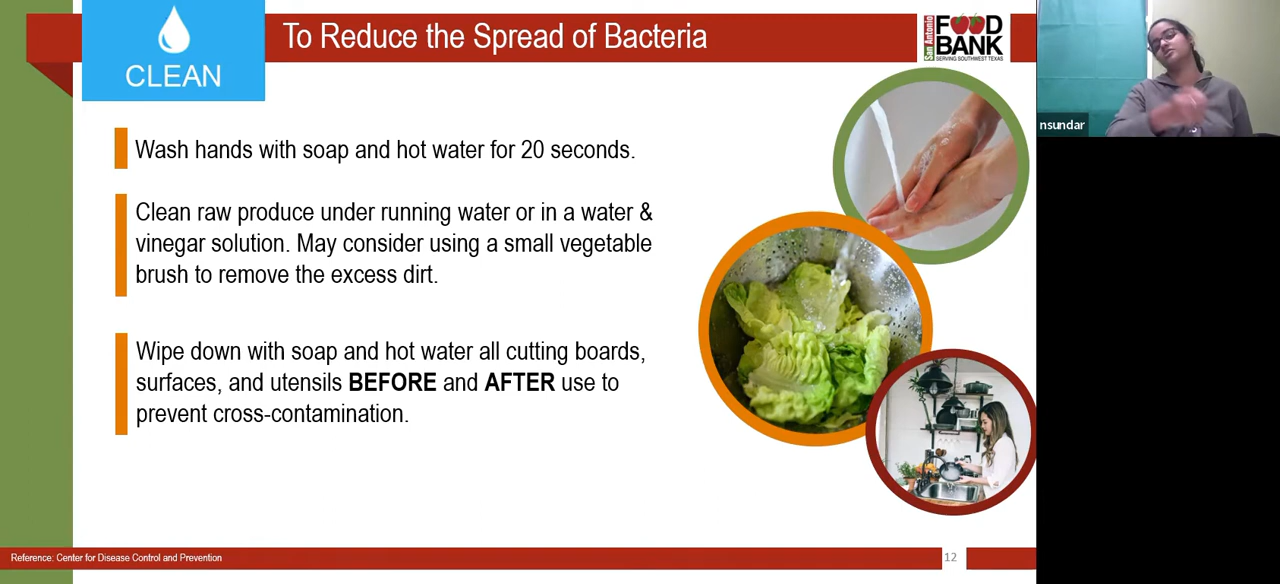 To Reduce the Spread of Bacteria
CLEAN
San Antonio
FOOD
BANK
SERVING SOUTHWEST TEXAS
nsundar
Wash hands with soap and hot water for 20 seconds.
Clean raw produce under running water or in a water &
vinegar solution. May consider using a small vegetable
brush to remove the excess dirt.
Wipe down with soap and hot water all cutting boards,
surfaces, and utensils BEFORE and AFTER use to
prevent cross-contamination.
Reference: Center for Disease Control and Prevention
12